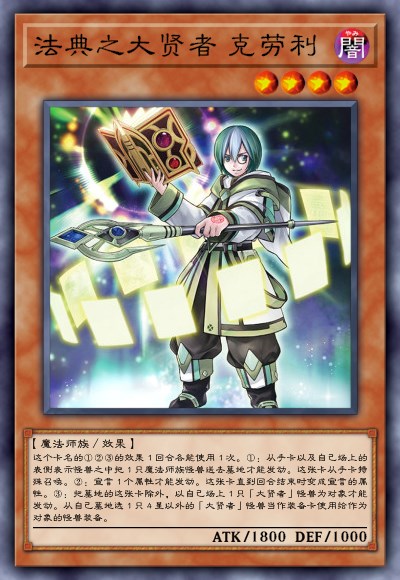 法典之大贤者 克劳利
やみ
闇
【魔法师族／效果】
这个卡名的①②③的效果1回合各能使用1次。①：从手卡以及自己场上的
表侧表示怪兽之中把1只魔法师族怪兽送去墓地才能发动。这张卡从手卡特
殊召唤。②：宣言1个属性才能发动。这张卡直到回合结束时变成宣言的属
性。③：把墓地的这张卡除外，以自己场上1只「大贤者」怪兽为对象才能
发动。从自己墓地选1只4星以外的「大贤者」怪兽当作装备卡使用给作为
对象的怪兽装备。
ATK/1800 DEF/1000